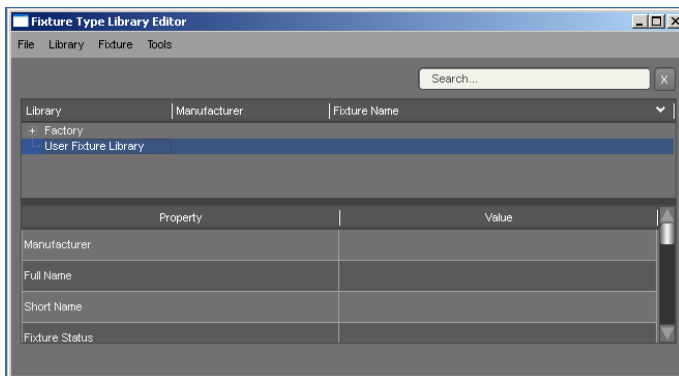 Fixture Type Library Editor
File Library Fixture Tools
Search... X
Library Manufacturer Fixture Name
+ Factory
User Fixture Library
Property Value
Manufacturer
Full Name
Short Name
Fixture Status